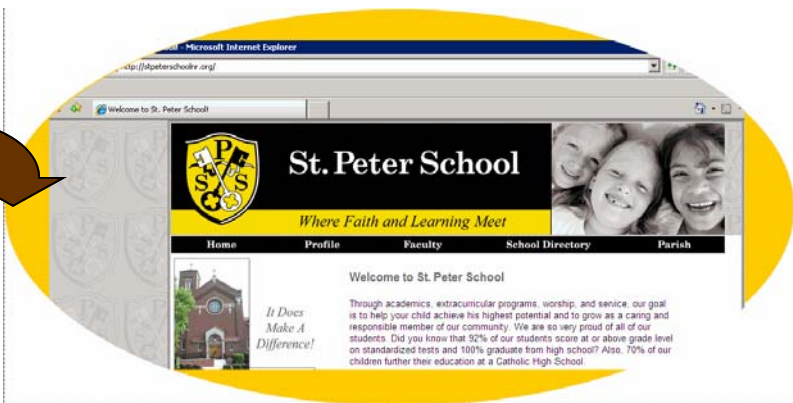 - Microsoft Internet Explorer
http://stpeterschoolnr.org/
Welcome to St. Peter School!
P
S S
St. Peter School
Where Faith and Learning Meet
Home Profile Faculty School Directory Parish
Welcome to St. Peter School
It Does
Make A
Difference!
Through academics, extracurricular programs, worship, and service, our goal
is to help your child achieve his highest potential and to grow as a caring and
responsible member of our community. We are so very proud of all of our
students. Did you know that 92% of our students score at or above grade level
on standardized tests and 100% graduate from high school? Also, 70% of our
children further their education at a Catholic High School.